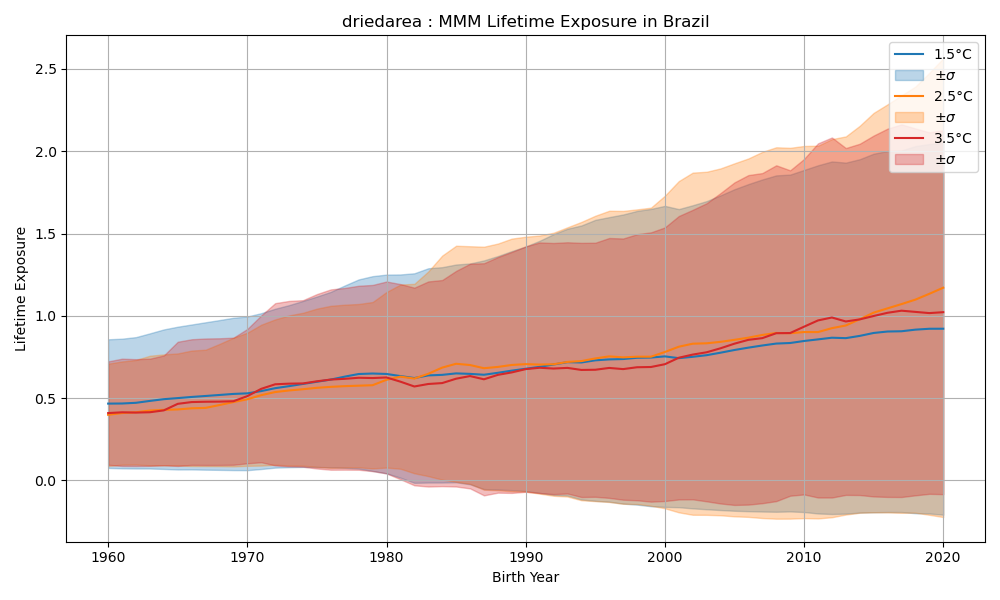 driedarea : MMM Lifetime Exposure in Brazil
1.5°C
±σ
2.5°C
±σ
3.5°C
±σ
Lifetime Exposure
2.5
2.0
1.5
1.0
0.5
0.0
1960 1970 1980 1990 2000 2010 2020
Birth Year